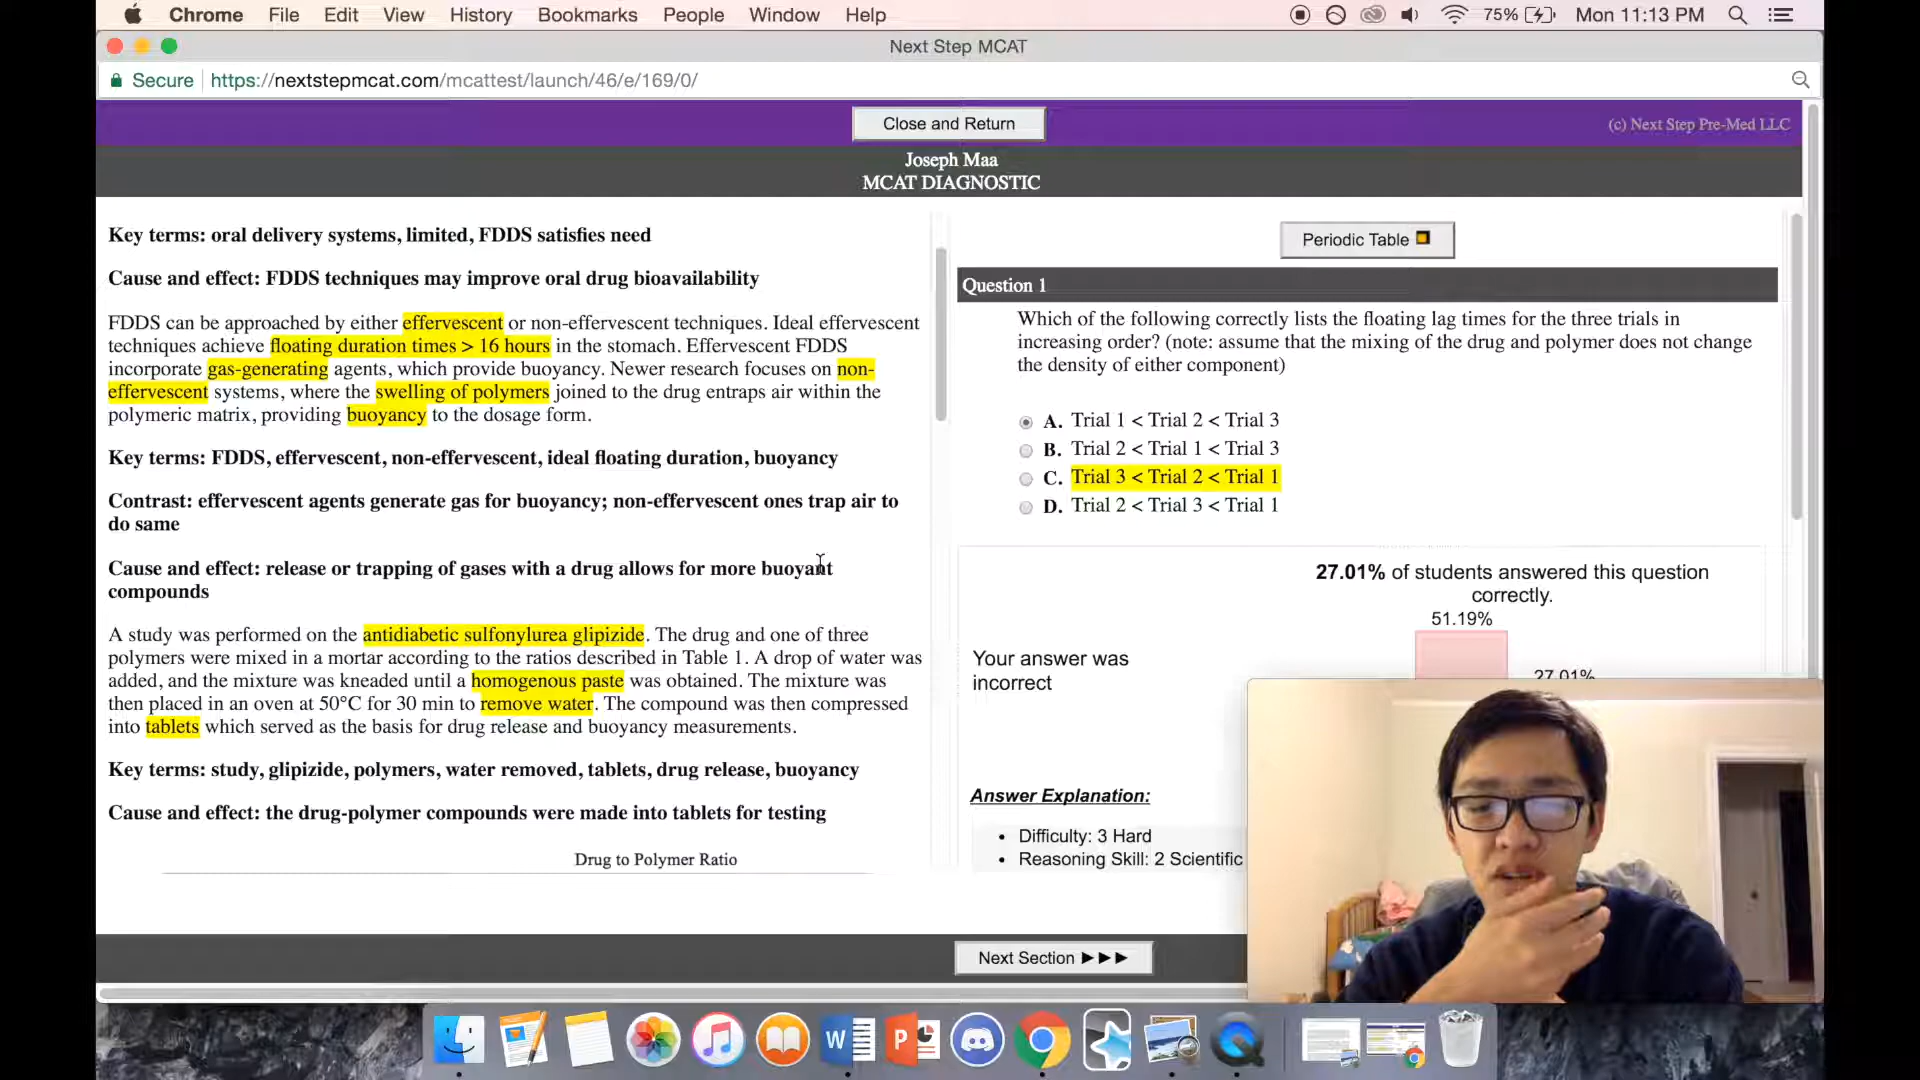 Chrome File Edit View History Bookmarks People Window Help
75% Mon 11:13 PM
Next Step MCAT
Secure https://nextstepmcat.com/mcattest/launch/46/e/169/0/
Close and Return
(c) Next Step Pre-Med LLC
Joseph Maa
MCAT DIAGNOSTIC
Key terms: oral delivery systems, limited, FDDS satisfies need
Cause and effect: FDDS techniques may improve oral drug bioavailability
FDDS can be approached by either effervescent or non-effervescent techniques. Ideal effervescent
techniques achieve floating duration times > 16 hours in the stomach. Effervescent FDDS
incorporate gas-generating agents, which provide buoyancy. Newer research focuses on non-
effervescent systems, where the swelling of polymers joined to the drug entraps air within the
polymeric matrix, providing buoyancy to the dosage form.
Key terms: FDDS, effervescent, non-effervescent, ideal floating duration, buoyancy
Contrast: effervescent agents generate gas for buoyancy; non-effervescent ones trap air to
do same
Cause and effect: release or trapping of gases with a drug allows for more buoyant
compounds
A study was performed on the antidiabetic sulfonylurea glipizide. The drug and one of three
polymers were mixed in a mortar according to the ratios described in Table 1. A drop of water was
added, and the mixture was kneaded until a homogenous paste was obtained. The mixture was
then placed in an oven at 50°C for 30 min to remove water. The compound was then compressed
into tablets which served as the basis for drug release and buoyancy measurements.
Key terms: study, glipizide, polymers, water removed, tablets, drug release, buoyancy
Cause and effect: the drug-polymer compounds were made into tablets for testing
Drug to Polymer Ratio
Periodic Table
Question 1
Which of the following correctly lists the floating lag times for the three trials in
increasing order? (note: assume that the mixing of the drug and polymer does not change
the density of either component)
A. Trial 1 < Trial 2 < Trial 3
B. Trial 2 < Trial 1 < Trial 3
C. Trial 3 < Trial 2 < Trial 1
D. Trial 2 < Trial 3 < Trial 1
27.01% of students answered this question
correctly.
51.19%
27.01%
Your answer was
incorrect
Answer Explanation:
Difficulty: 3 Hard
Reasoning Skill: 2 Scientific
Next Section ►►►